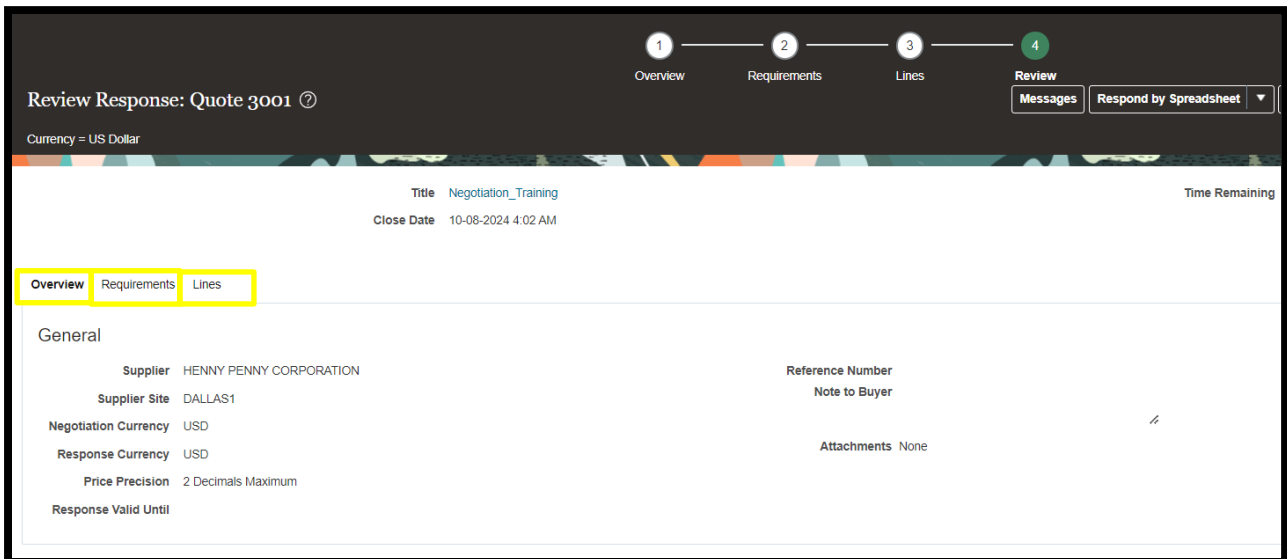 1 2 3 4
Overview Requirements Lines Review
Review Response: Quote 3001 ?
Messages Respond by Spreadsheet
Currency = US Dollar
Title Negotiation_Training
Time Remaining
Close Date 10-08-2024 4:02 AM
Overview Requirements Lines
General
Supplier HENNY PENNY CORPORATION
Reference Number
Supplier Site DALLAS1
Note to Buyer
Negotiation Currency USD
Response Currency USD
Attachments None
Price Precision 2 Decimals Maximum
Response Valid Until